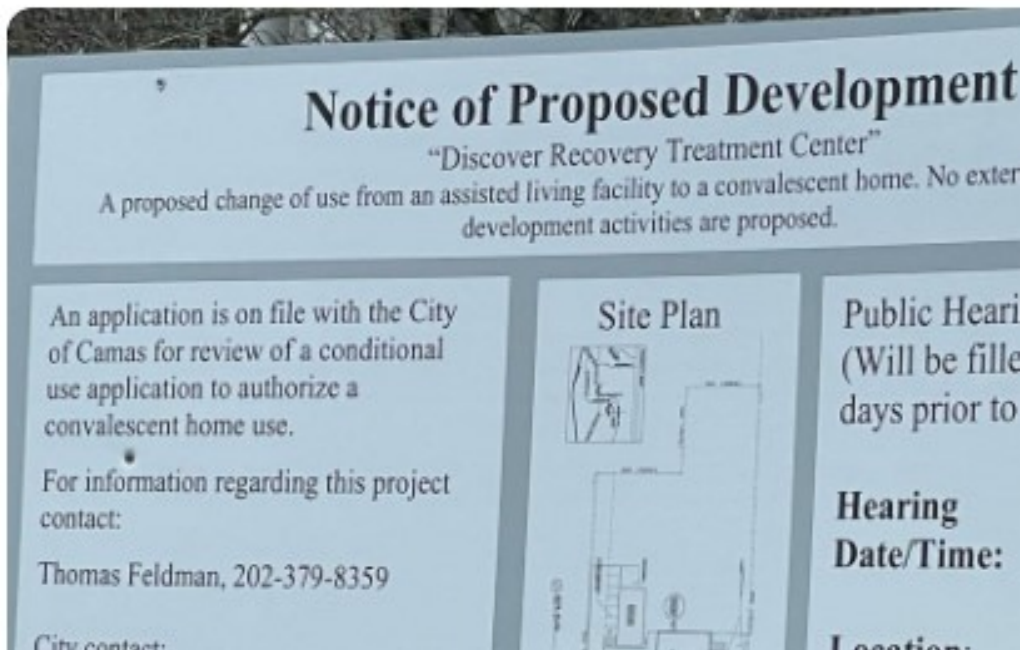 Notice of Proposed Development
“Discover Recovery Treatment Center”
A proposed change of use from an assisted living facility to a convalescent home. No exter
development activities are proposed.
An application is on file with the City
of Camas for review of a conditional
use application to authorize a
convalescent home use.
For information regarding this project
contact:
Thomas Feldman, 202-379-8359
City contact:
Site Plan
Public Heari
(Will be fille
days prior to
Hearing
Date/Time:
Location: